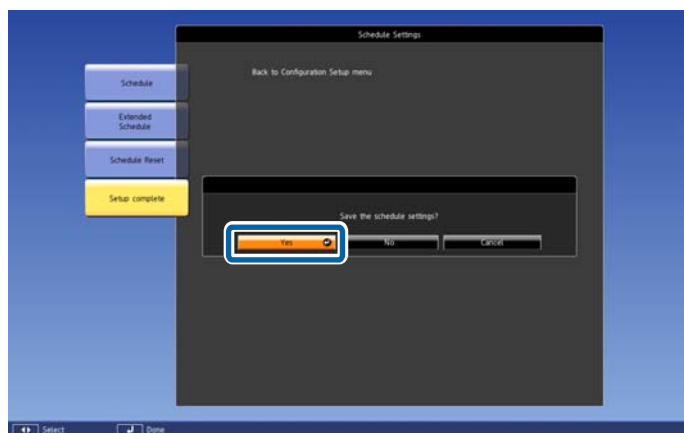 Schedule Settings
Back to Configuration Setup menu
Schedule
Extended
Schedule
Schedule Reset
Setup complete
Save the schedule settings?
Yes
No
Cancel
Select
Done